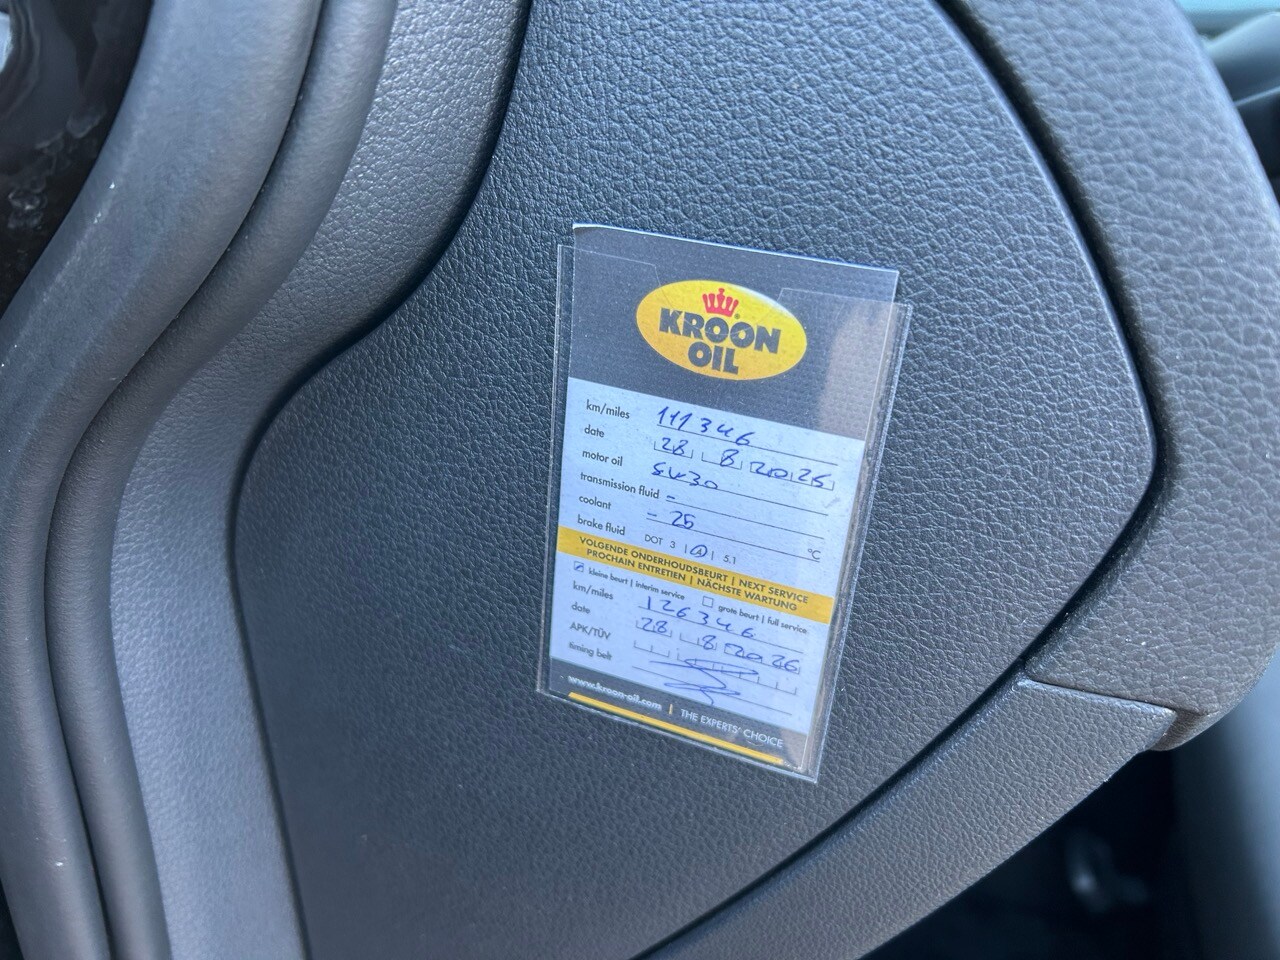 KROON
OIL
km/miles 111346
date 28 8 2025
motor oil 5W30
transmission fluid -
coolant - 25 °C
brake fluid DOT 3 | 4 | 5.1
VOLGENDE ONDERHOUDSBEURT | NEXT SERVICE
PROCHAIN ENTRETIEN | NÄCHSTE WARTUNG
kleine beurt | interim service grote beurt | full service
km/miles 126346
date 28 8 2026
APK/TÜV
timing belt
www.kroon-oil.com | THE EXPERTS' CHOICE